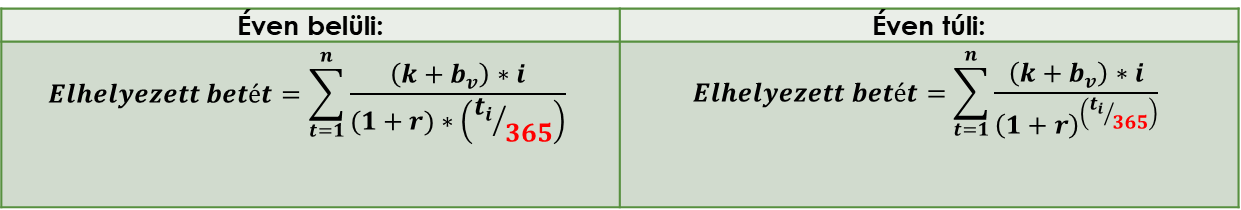 Éven belüli:
Éven túli:
Elhelyezett betét = ∑_{t=1}^{n} (k + b_v) * i / (1 + r) * (t_i/365)
Elhelyezett betét = ∑_{t=1}^{n} (k + b_v) * i / (1 + r)^(t_i/365)